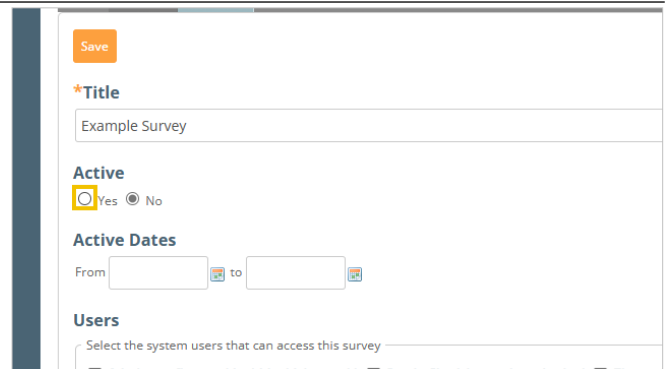 Save
*Title
Example Survey
Active
Yes No
Active Dates
From to
Users
Select the system users that can access this survey